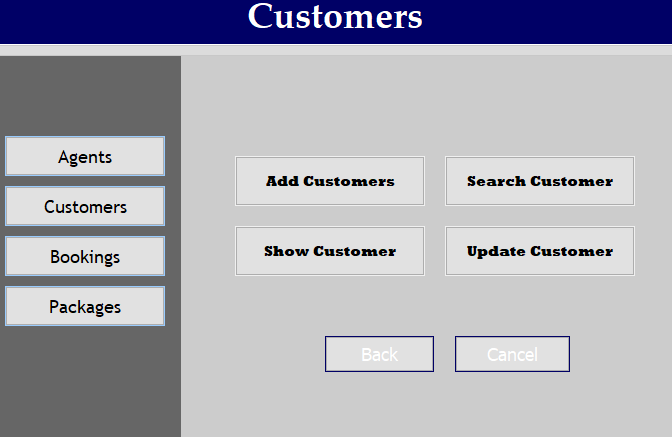 Customers
Agents
Customers
Bookings
Packages
Add Customers
Search Customer
Show Customer
Update Customer
Back
Cancel